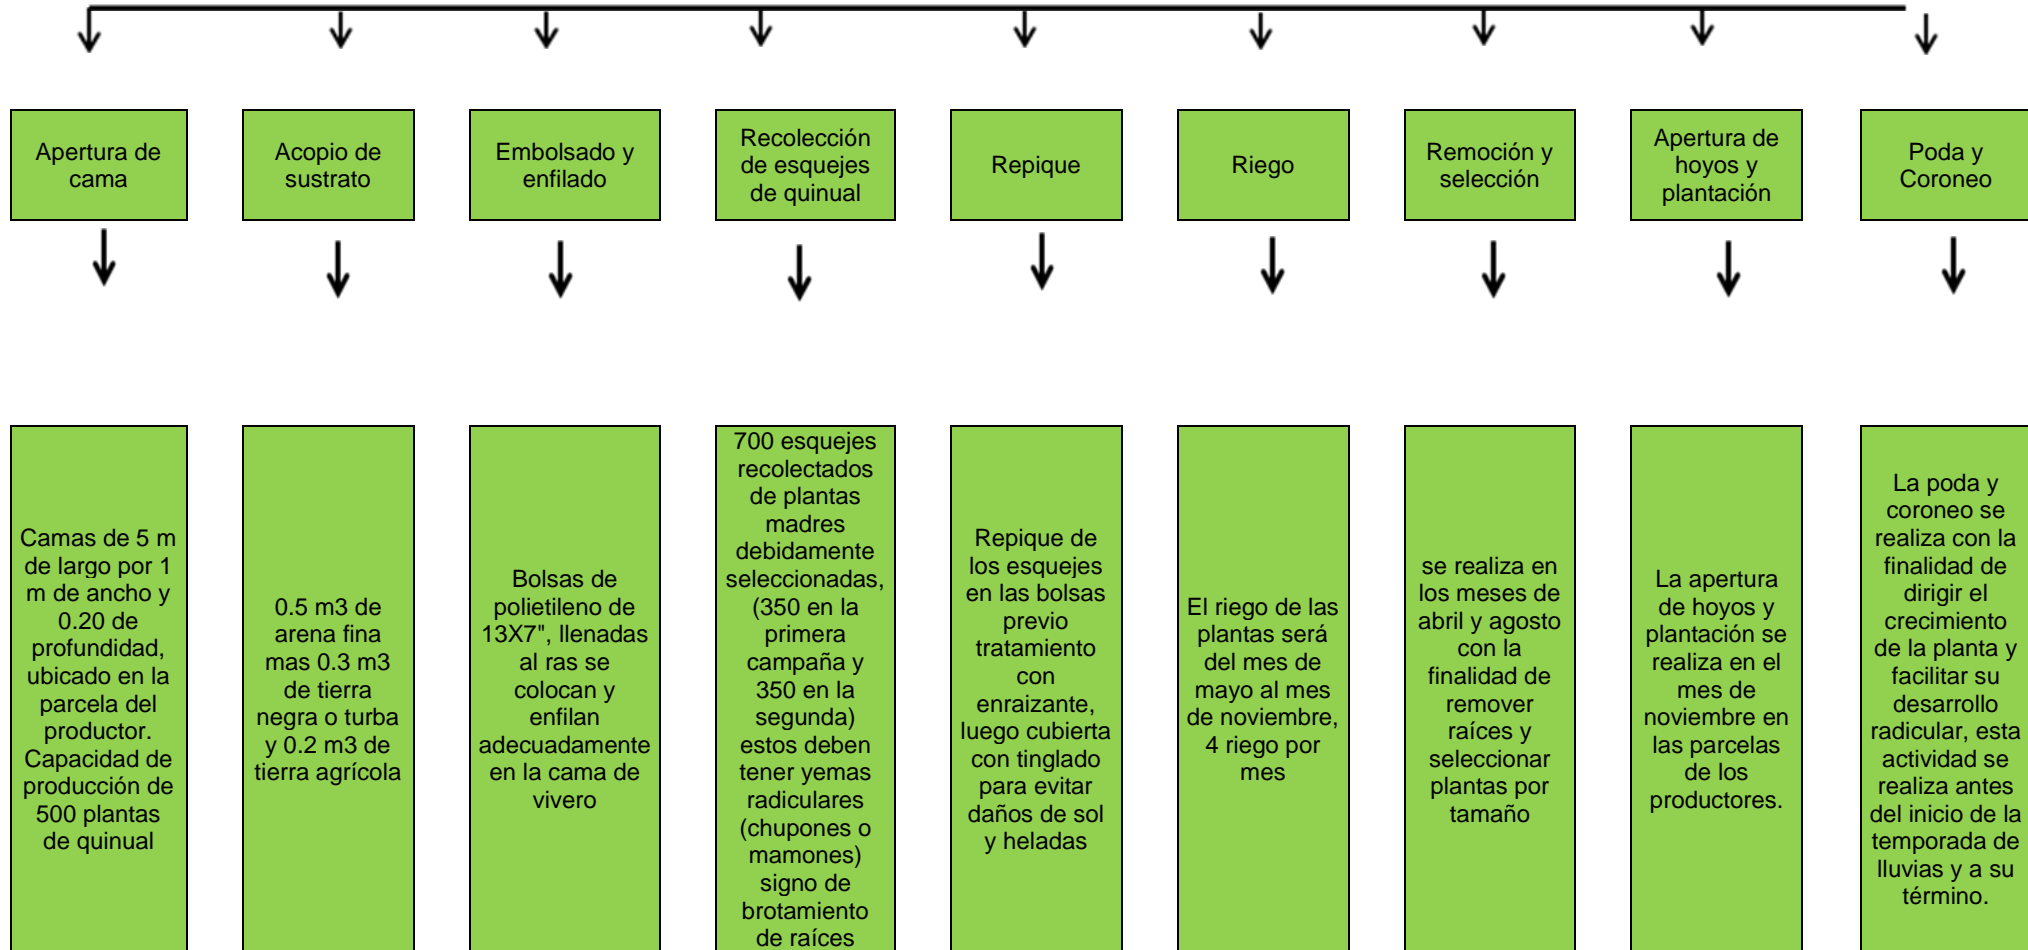 Apertura de
cama
Acopio de
sustrato
Embolsado y
enfilado
Recolección
de esquejes
de quinual
Repique
Riego
Remoción y
selección
Apertura de
hoyos y
plantación
Poda y
Coroneo
Camas de 5 m
de largo por 1
m de ancho y
0.20 de
profundidad,
ubicado en la
parcela del
productor.
Capacidad de
producción de
500 plantas
de quinual
0.5 m3 de
arena fina
mas 0.3 m3
de tierra
negra o turba
y 0.2 m3 de
tierra agrícola
Bolsas de
polietileno de
13X7", llenadas
al ras se
colocan y
enfilan
adecuadamente
en la cama de
vivero
700 esquejes
recolectados
de plantas
madres
debidamente
seleccionadas,
(350 en la
primera
campaña y
350 en la
segunda)
estos deben
tener yemas
radiculares
(chupones o
mamones)
signo de
brotamiento
de raíces
Repique de
los esquejes
en las bolsas
previo
tratamiento
con
enraizante,
luego cubierta
con tinglado
para evitar
daños de sol
y heladas
El riego de las
plantas será
del mes de
mayo al mes
de noviembre,
4 riego por
mes
se realiza en
los meses de
abril y agosto
con la
finalidad de
remover
raíces y
seleccionar
plantas por
tamaño
La apertura
de hoyos y
plantación se
realiza en el
mes de
noviembre en
las parcelas
de los
productores.
La poda y
coroneo se
realiza con la
finalidad de
dirigir el
crecimiento
de la planta y
facilitar su
desarrollo
radicular, esta
actividad se
realiza antes
del inicio de la
temporada de
lluvias y a su
término.